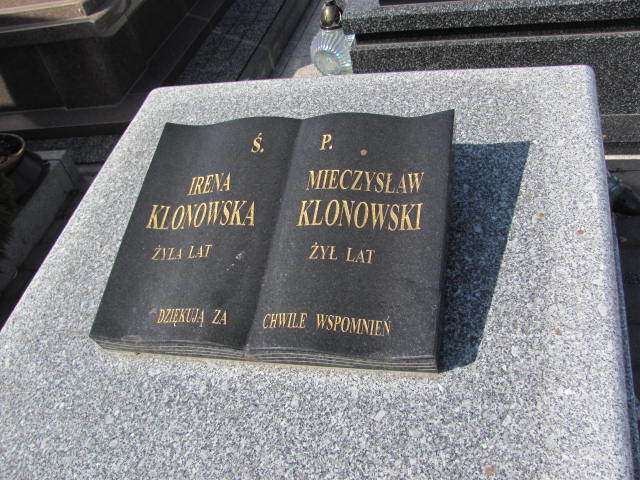 Ś. P.
IRENA
KLONOWSKA
ŻYŁA LAT
MIECZYSŁAW
KLONOWSKI
ŻYŁ LAT
DZIĘKUJĄ ZA CHWILE WSPOMNIEŃ